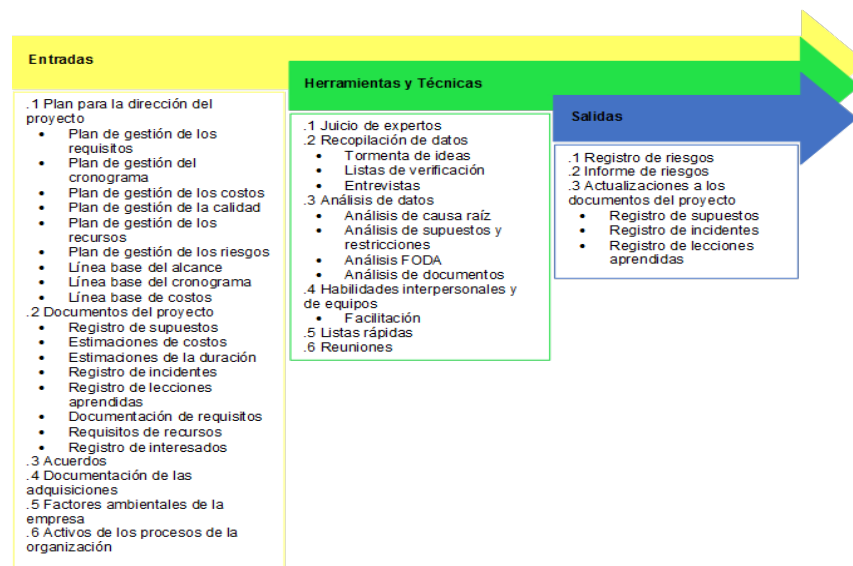 Entradas
.1 Plan para la dirección del
proyecto
• Plan de gestión de los
requisitos
• Plan de gestión del
cronograma
• Plan de gestión de los costos
• Plan de gestión de la calidad
• Plan de gestión de los
recursos
• Plan de gestión de los riesgos
• Línea base del alcance
• Línea base del cronograma
• Línea base de costos
.2 Documentos del proyecto
• Registro de supuestos
• Estimaciones de costos
• Estimaciones de la duración
• Registro de incidentes
• Registro de lecciones
aprendidas
• Documentación de requisitos
• Requisitos de recursos
• Registro de interesados
.3 Acuerdos
.4 Documentación de las
adquisiciones
.5 Factores ambientales de la
empresa
.6 Activos de los procesos de la
organización
Herramientas y Técnicas
.1 Juicio de expertos
.2 Recopilación de datos
• Tormenta de ideas
• Listas de verificación
• Entrevistas
.3 Análisis de datos
• Análisis de causa raíz
• Análisis de supuestos y
restricciones
• Análisis FODA
• Análisis de documentos
.4 Habilidades interpersonales y
de equipos
• Facilitación
.5 Listas rápidas
.6 Reuniones
Salidas
.1 Registro de riesgos
.2 Informe de riesgos
.3 Actualizaciones a los
documentos del proyecto
• Registro de supuestos
• Registro de incidentes
• Registro de lecciones
aprendidas